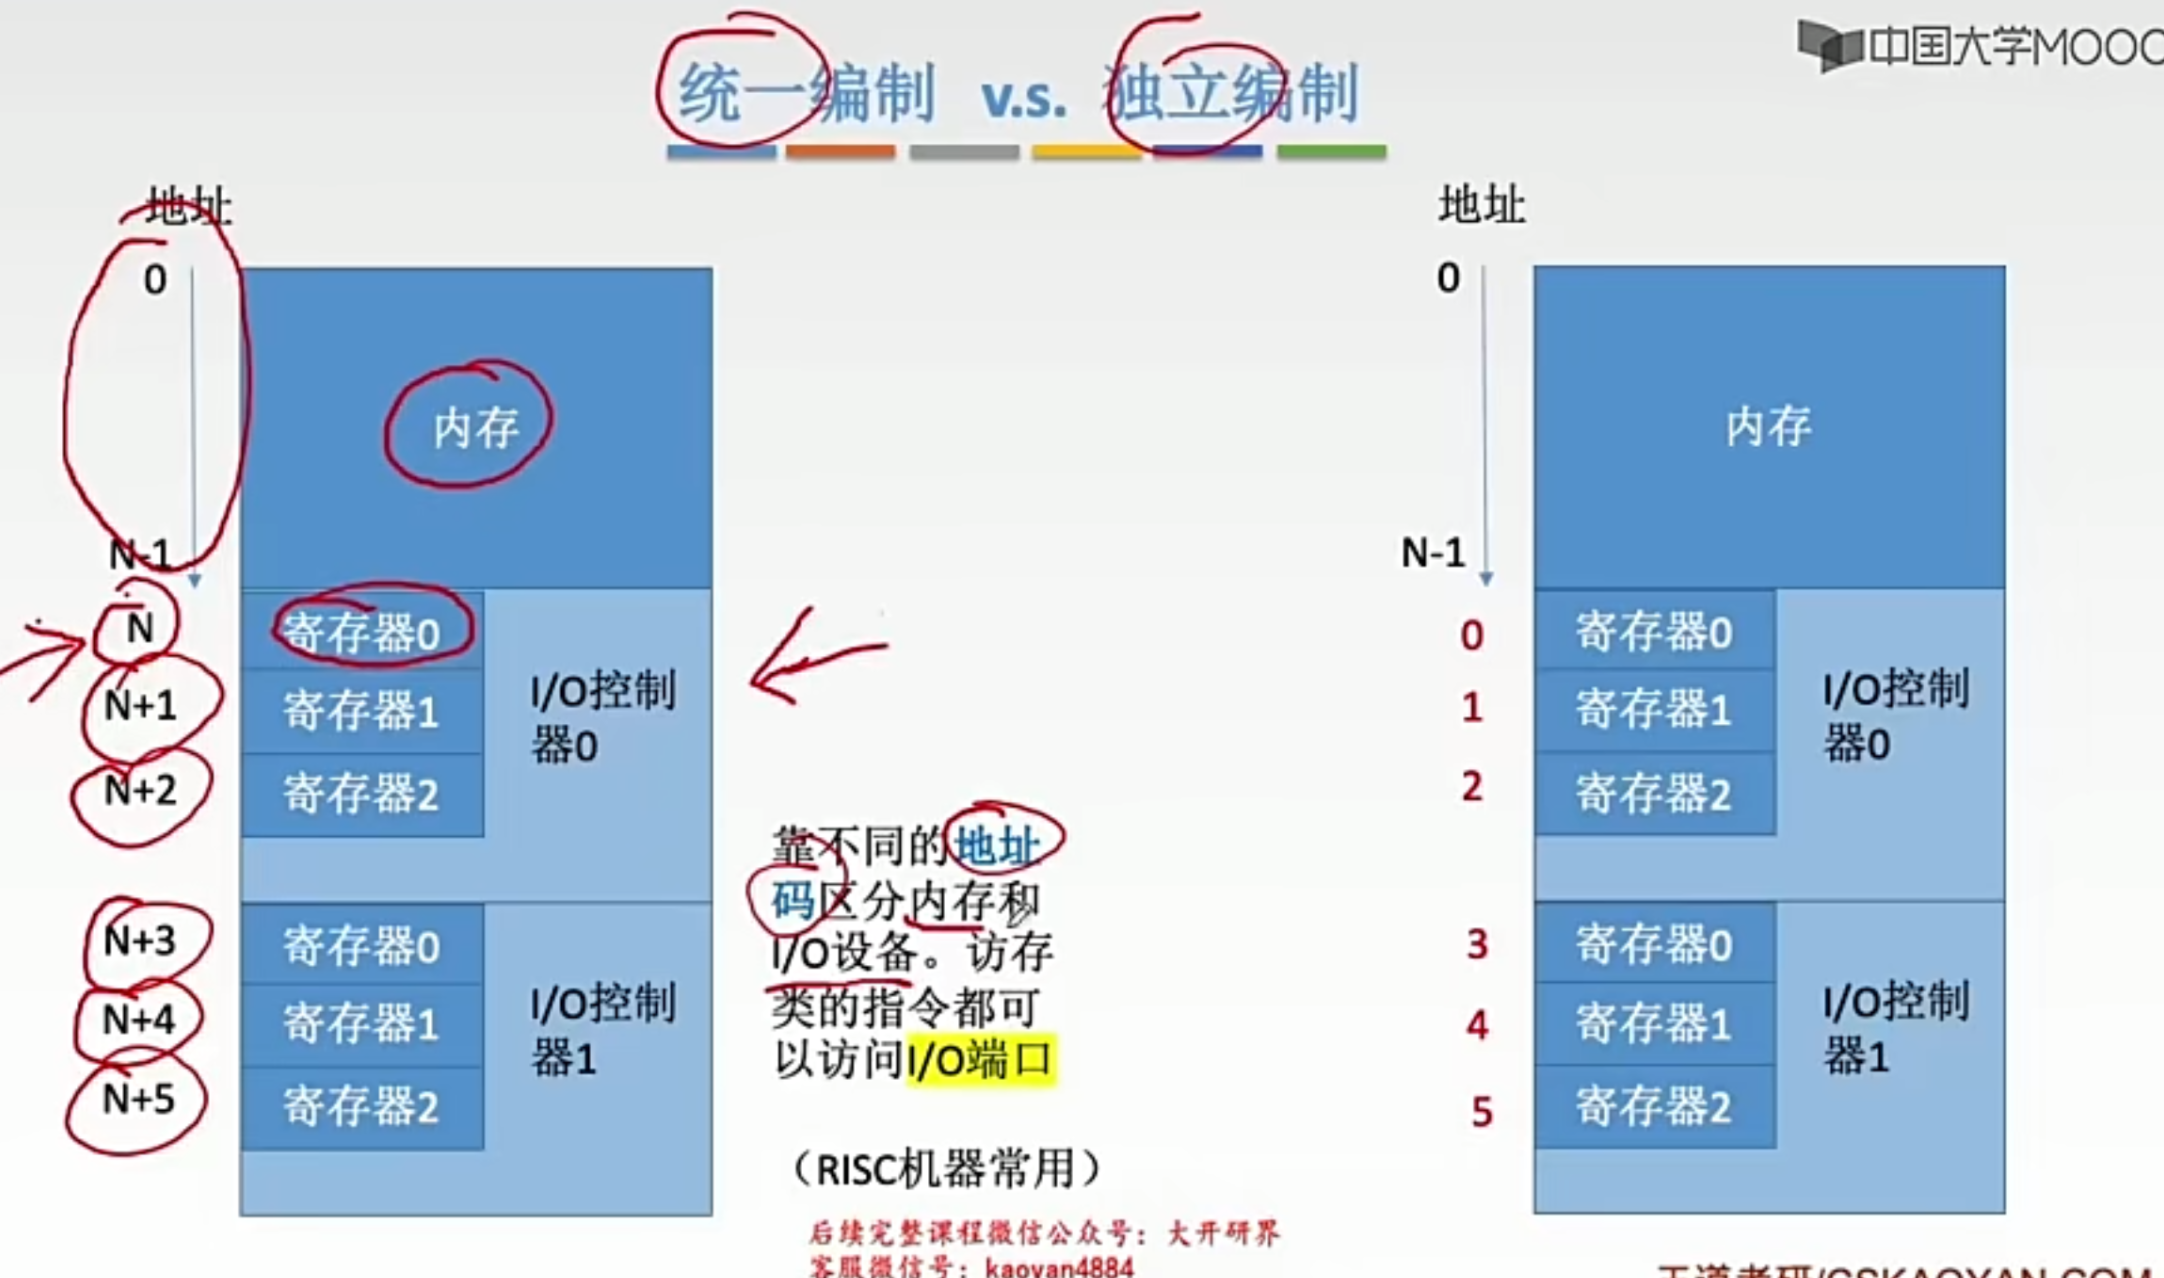 中国大学MOOC
统一编制 v.s. 独立编制
地址
0
N-1
N
N+1
N+2
N+3
N+4
N+5
内存
寄存器0
寄存器1
寄存器2
I/O控制
器0
寄存器0
寄存器1
寄存器2
I/O控制
器1
靠不同的地址
码区分内存和
I/O设备。访存
类的指令都可
以访问I/O端口
（RISC机器常用）
地址
0
N-1
0
1
2
3
4
5
内存
寄存器0
寄存器1
寄存器2
I/O控制
器0
寄存器0
寄存器1
寄存器2
I/O控制
器1
后续完整课程微信公众号：大开研界
客服微信号：kaoyan4884
王道考研/CSKAOYAN.COM